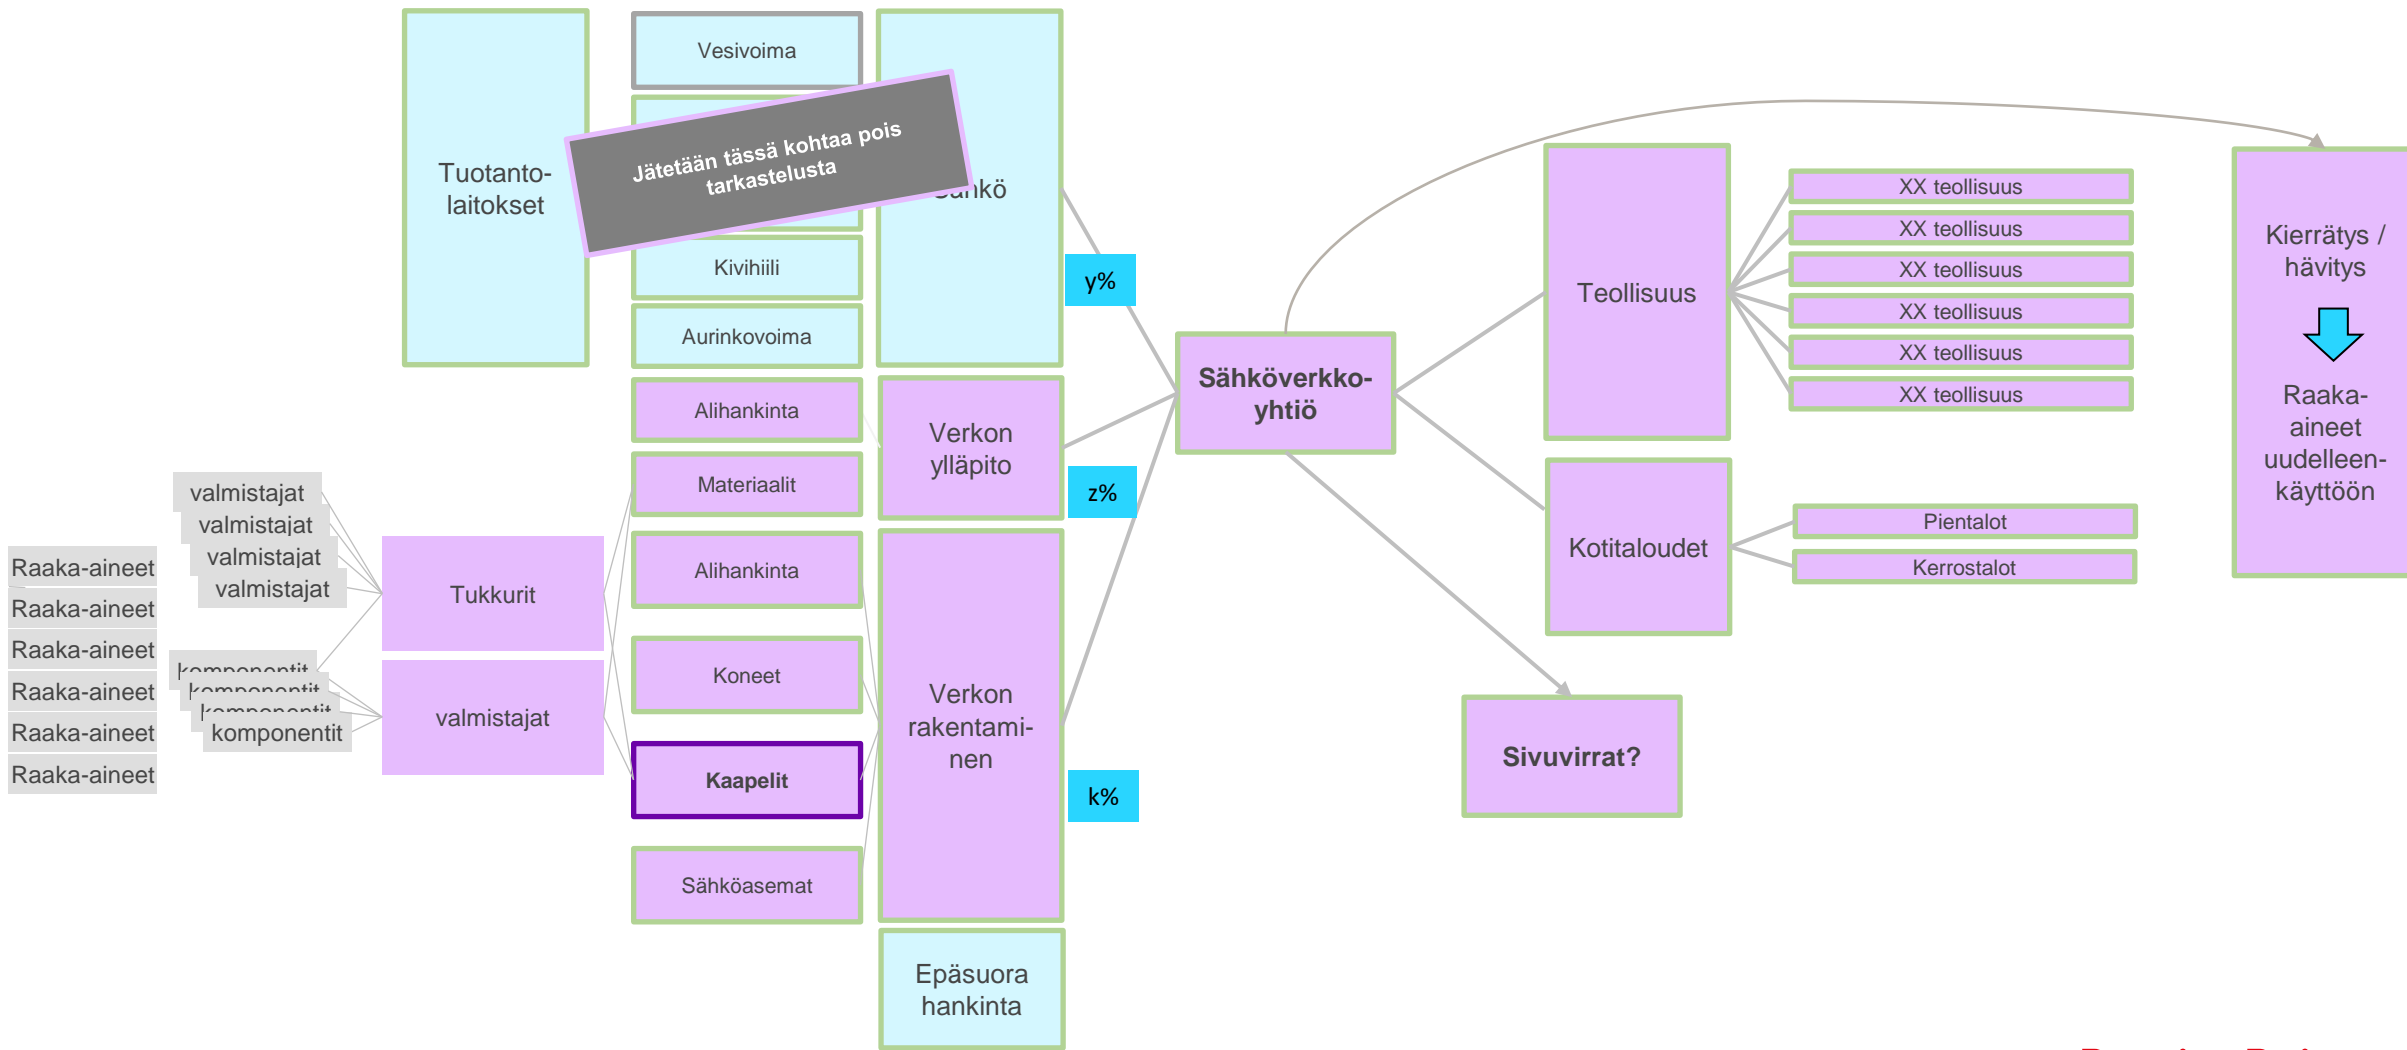 Vesivoima
Jätetään tässä kohtaa pois
tarkastelusta
Tuotanto-
laitokset
Kivihiili
Aurinkovoima
y%
Alihankinta
Materiaalit
Verkon
ylläpito
z%
Alihankinta
Koneet
Kaapelit
Sähköasemat
Verkon
rakentami-
nen
k%
Epäsuora
hankinta
valmistajat
valmistajat
valmistajat
valmistajat
Raaka-aineet
Raaka-aineet
Raaka-aineet
Raaka-aineet
Raaka-aineet
Raaka-aineet
komponentit
komponentit
komponentit
komponentit
Tukkurit
valmistajat
Sähköverkko-
yhtiö
Teollisuus
XX teollisuus
XX teollisuus
XX teollisuus
XX teollisuus
XX teollisuus
XX teollisuus
Kotitaloudet
Pientalot
Kerrostalot
Sivuvirrat?
Kierrätys /
hävitys
Raaka-
aineet
uudelleen-
käyttöön